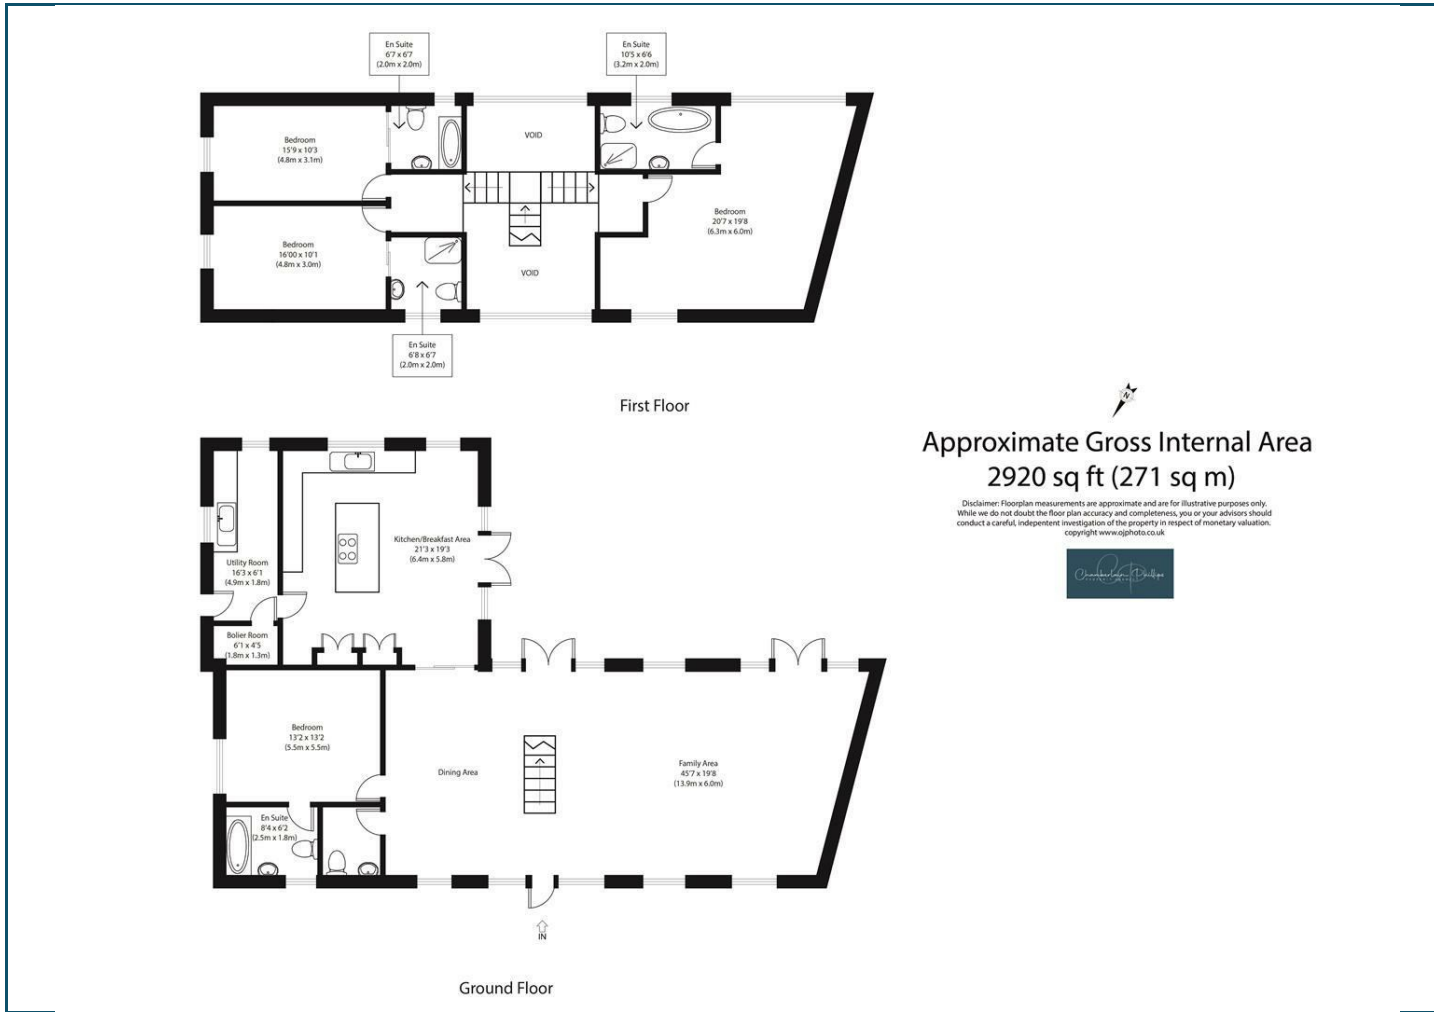 En Suite
6'7 x 6'7
(2.0m x 2.0m)
En Suite
10'5 x 6'6
(3.2m x 2.0m)
Bedroom
15'9 x 10'3
(4.8m x 3.1m)
VOID
Bedroom
20'7 x 19'8
(6.3m x 6.0m)
Bedroom
16'00 x 10'1
(4.8m x 3.0m)
VOID
En Suite
6'8 x 6'7
(2.0m x 2.0m)
First Floor
N
Approximate Gross Internal Area
2920 sq ft (271 sq m)
Disclaimer: Floorplan measurements are approximate and are for illustrative purposes only.
While we do not doubt the floor plan accuracy and completeness, you or your advisors should
conduct a careful, indepentent investigation of the property in respect of monetary valuation.
copyright www.ojphoto.co.uk
Chamberlain Phillips
Kitchen/Breakfast Area
21'3 x 19'3
(6.4m x 5.8m)
Utility Room
16'3 x 6'1
(4.9m x 1.8m)
Bolier Room
6'1 x 4'5
(1.8m x 1.3m)
Bedroom
13'2 x 13'2
(5.5m x 5.5m)
Dining Area
Family Area
45'7 x 19'8
(13.9m x 6.0m)
En Suite
8'4 x 6'2
(2.5m x 1.8m)
IN
Ground Floor